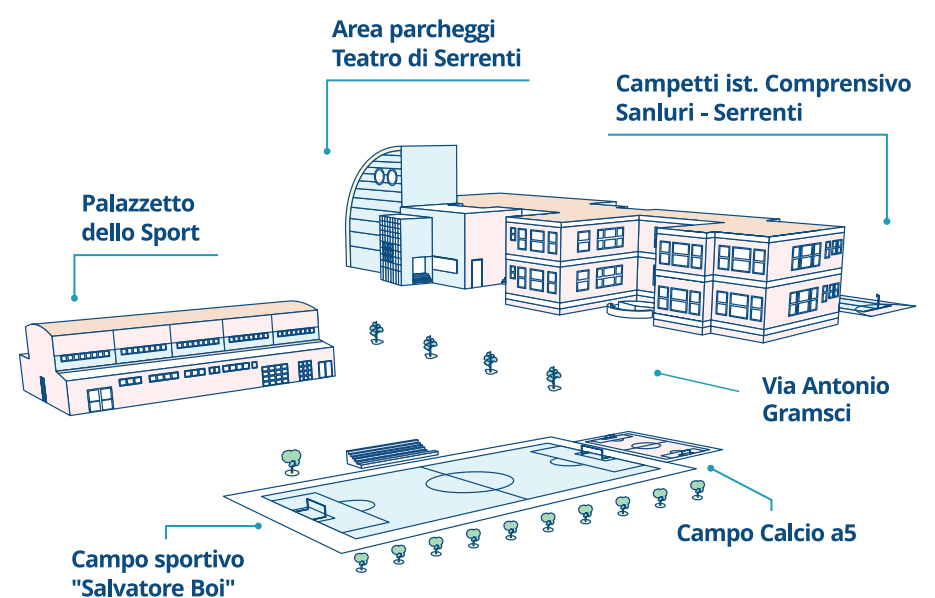 Area parcheggi
Teatro di Serrenti
Campetti ist. Comprensivo
Sanluri - Serrenti
Palazzetto
dello Sport
Via Antonio
Gramsci
Campo Calcio a5
Campo sportivo
"Salvatore Boi"